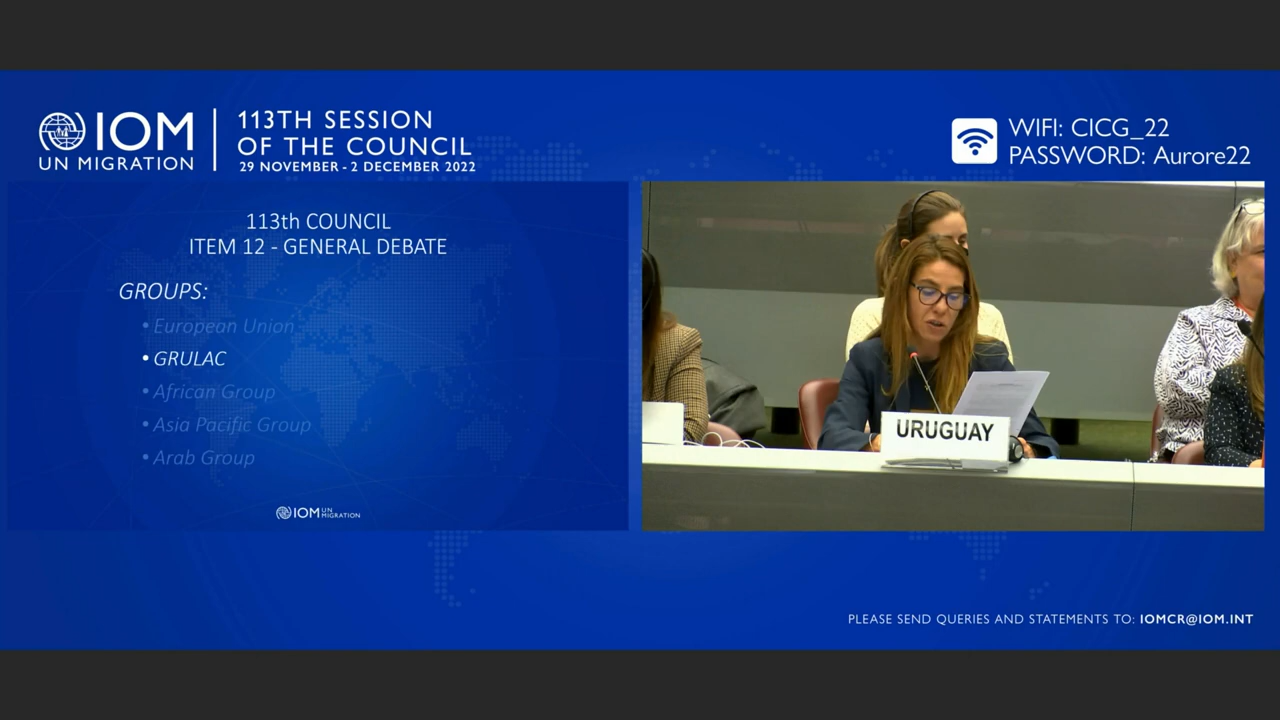 IOM
UN MIGRATION
113TH SESSION
OF THE COUNCIL
29 NOVEMBER - 2 DECEMBER 2022
WIFI: CICG_22
PASSWORD: Aurore22
113th COUNCIL
ITEM 12 - GENERAL DEBATE
GROUPS:
• European Union
• GRULAC
• African Group
• Asia Pacific Group
• Arab Group
IOM UN
MIGRATION
URUGUAY
PLEASE SEND QUERIES AND STATEMENTS TO: IOMCR@IOM.INT